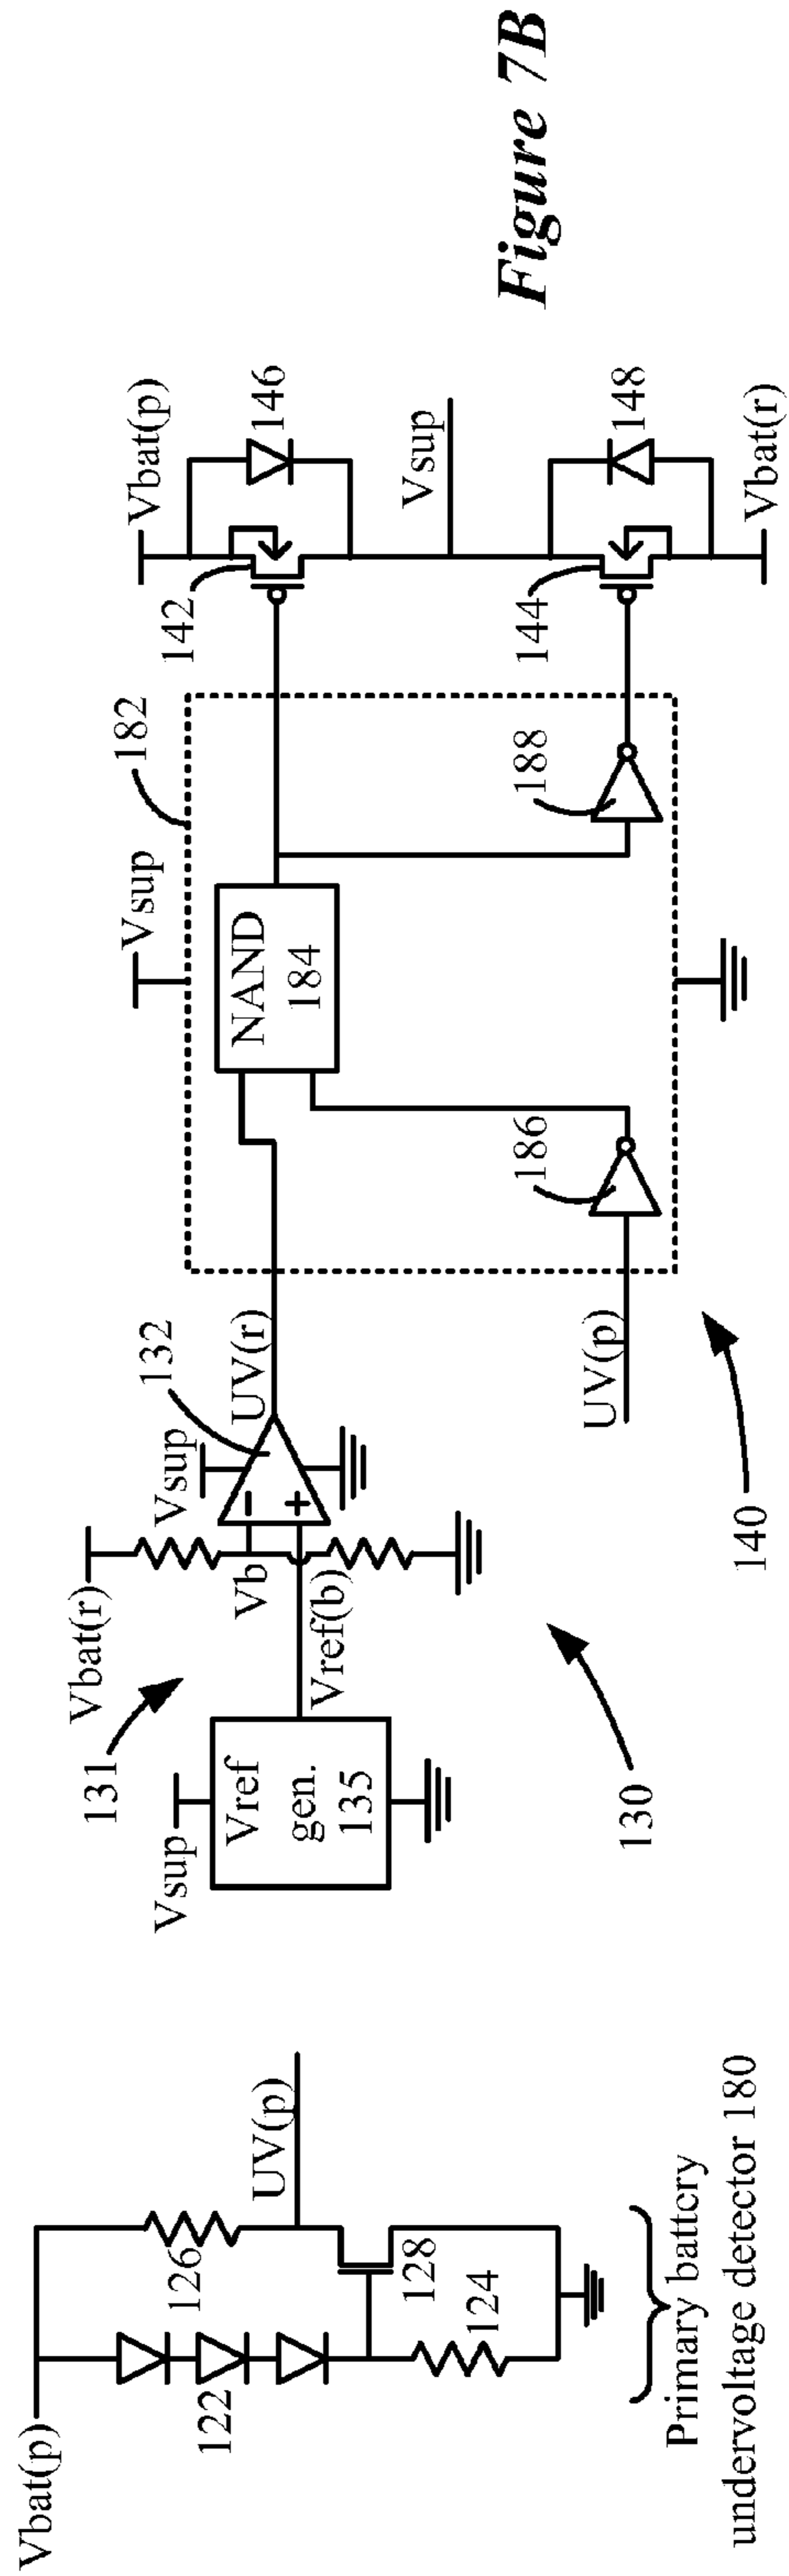 Vbat(p)
122
126
UV(p)
128
124
Primary battery
undervoltage detector 180
Vsup
Vref
gen.
135
131
Vbat(r)
Vb
Vref(b)
Vsup
132
UV(r)
130
UV(p)
140
186
Vsup
182
NAND
184
188
142
Vbat(p)
146
Vsup
144
148
Vbat(r)
Figure 7B